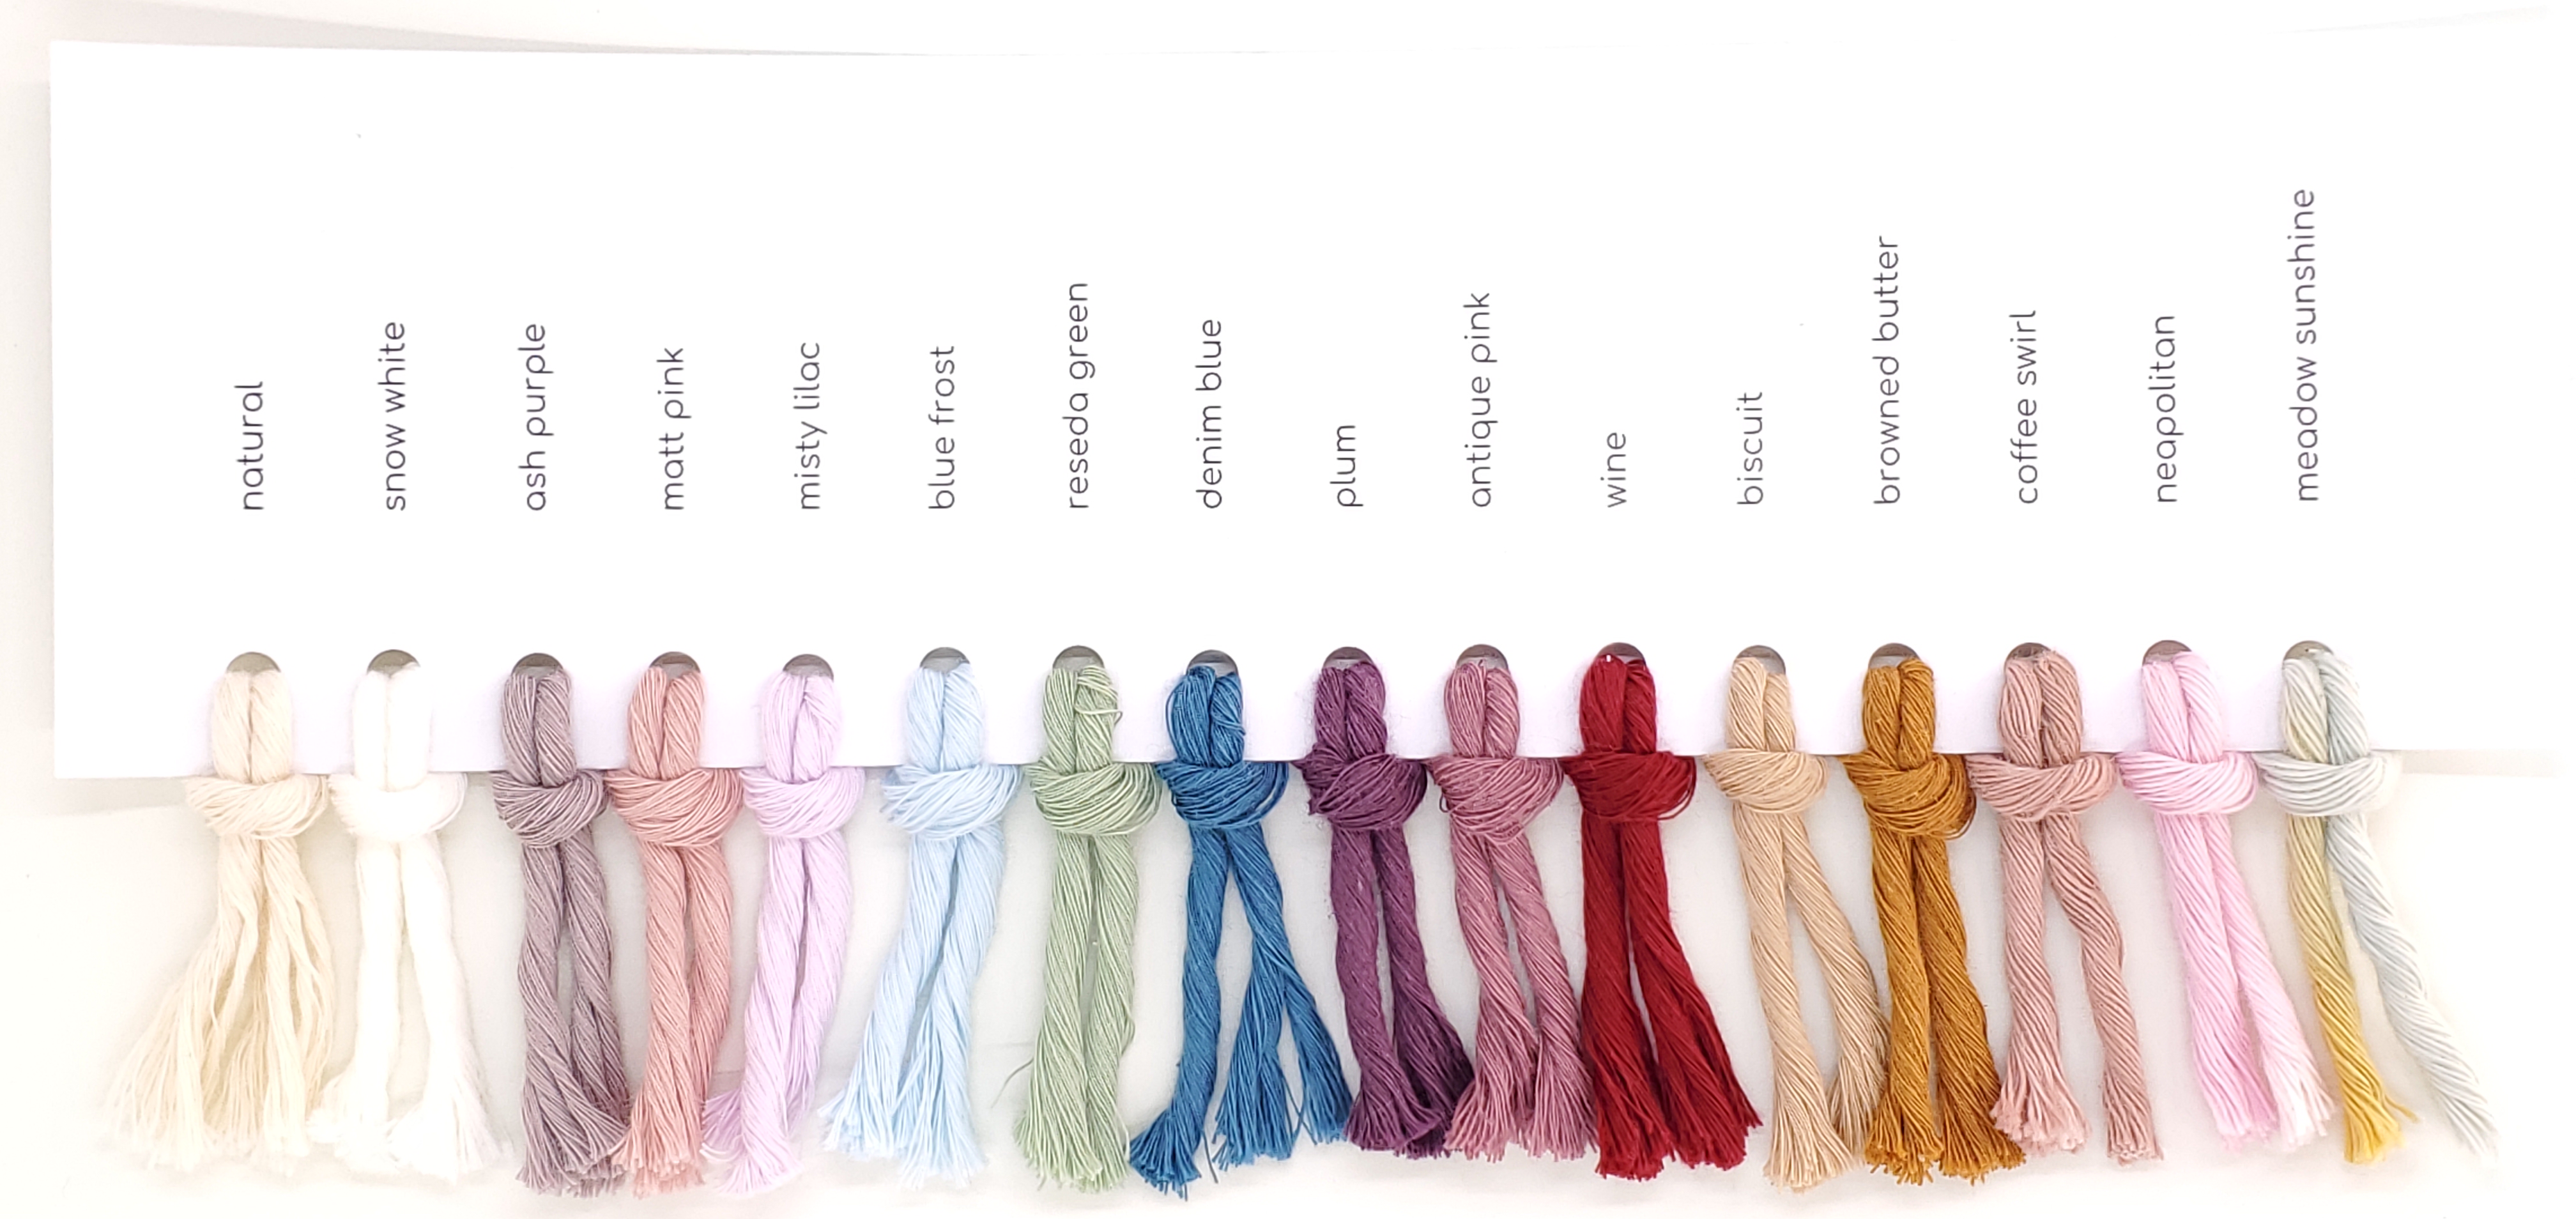 natural
snow white
ash purple
matt pink
misty lilac
blue frost
reseda green
denim blue
plum
antique pink
wine
biscuit
browned butter
coffee swirl
neapolitan
meadow sunshine